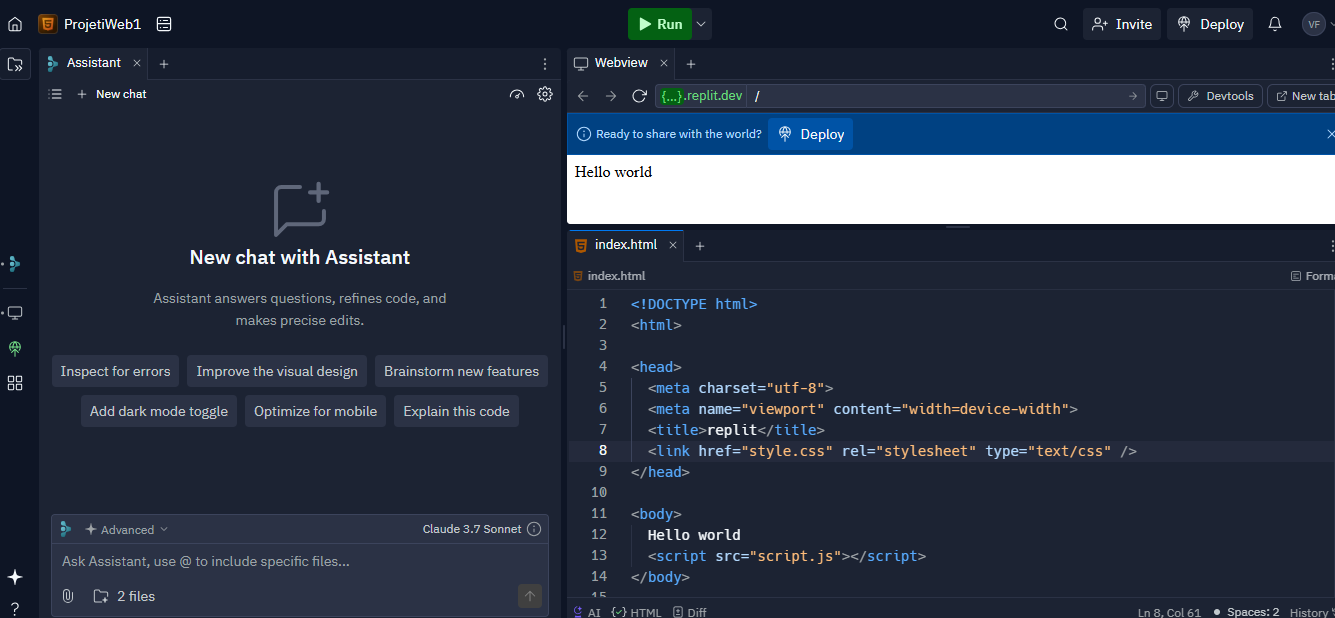 ProjetiWeb1
Run
Invite
Deploy
VF
Assistant
New chat
New chat with Assistant
Assistant answers questions, refines code, and
makes precise edits.
Inspect for errors
Improve the visual design
Brainstorm new features
Add dark mode toggle
Optimize for mobile
Explain this code
Advanced
Claude 3.7 Sonnet
Ask Assistant, use @ to include specific files...
2 files
?
Webview
{...}.replit.dev /
Devtools
New tab
Ready to share with the world?
Deploy
Hello world
index.html
index.html
Forma
1 <!DOCTYPE html>
2 <html>
3
4 <head>
5 <meta charset="utf-8">
6 <meta name="viewport" content="width=device-width">
7 <title>replit</title>
8 <link href="style.css" rel="stylesheet" type="text/css" />
9 </head>
10
11 <body>
12 Hello world
13 <script src="script.js"></script>
14 </body>
15
AI
HTML
Diff
Ln 8, Col 61
Spaces: 2
History